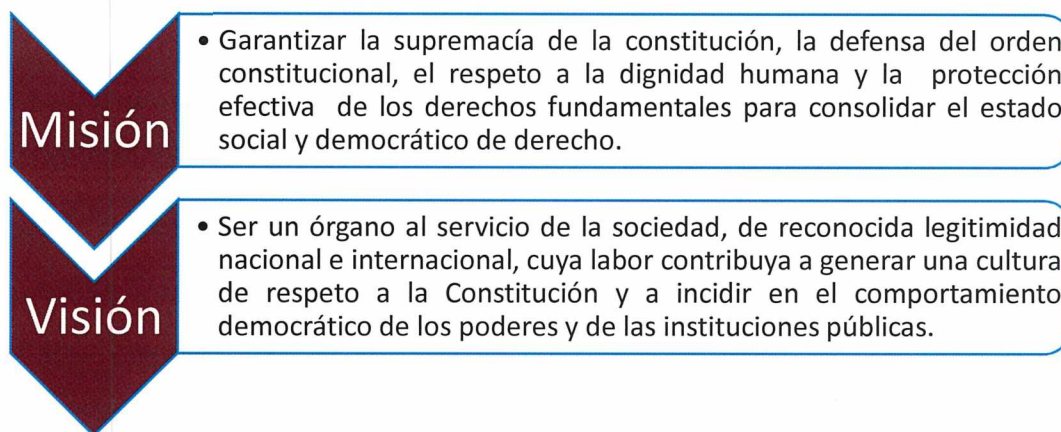 Misión
• Garantizar la supremacía de la constitución, la defensa del orden
constitucional, el respeto a la dignidad humana y la protección
efectiva de los derechos fundamentales para consolidar el estado
social y democrático de derecho.
Visión
• Ser un órgano al servicio de la sociedad, de reconocida legitimidad
nacional e internacional, cuya labor contribuya a generar una cultura
de respeto a la Constitución y a incidir en el comportamiento
democrático de los poderes y de las instituciones públicas.